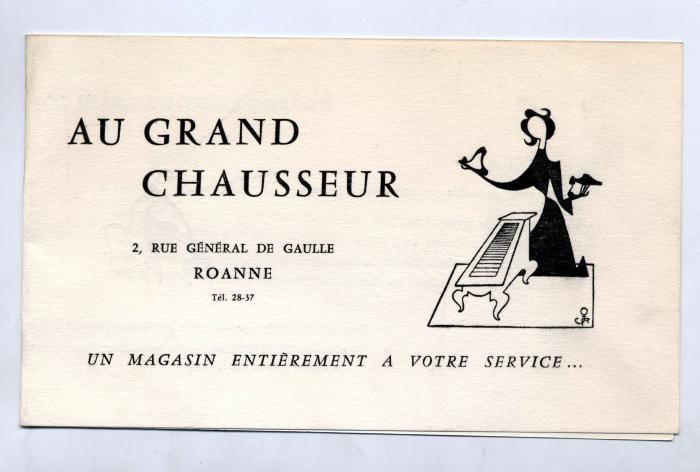 AU GRAND
CHAUSSEUR
2, RUE GÉNÉRAL DE GAULLE
ROANNE
Tél. 28-37
UN MAGASIN ENTIÈREMENT A VOTRE SERVICE...